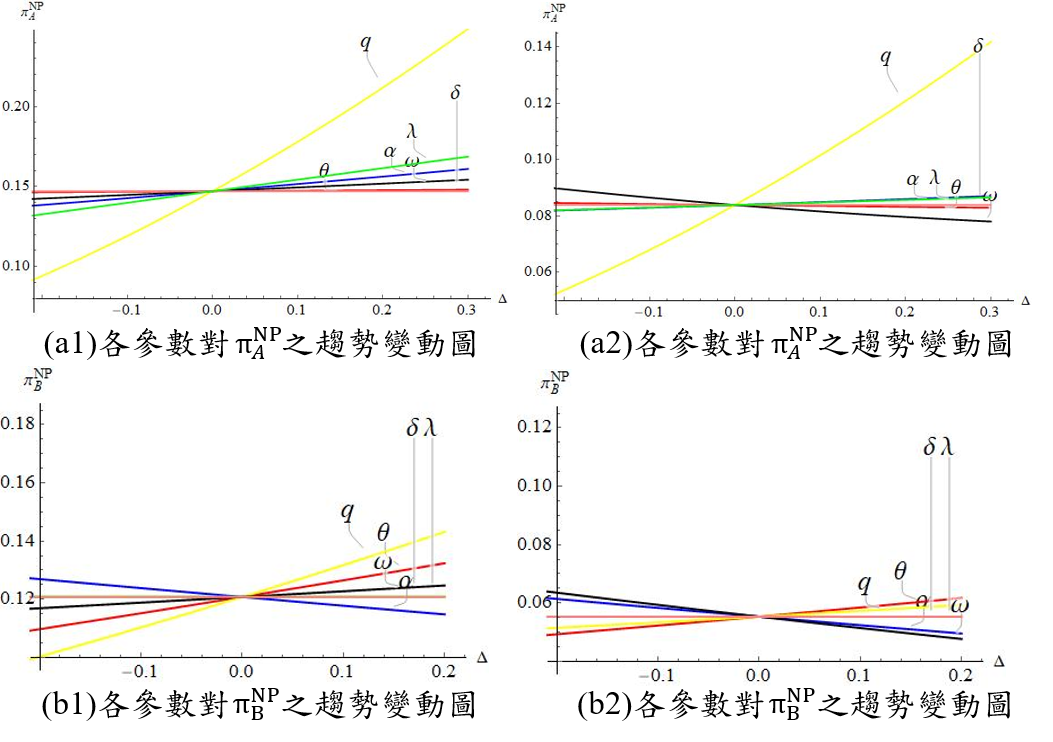 π_A^NP π_A^NP
q q δ
δ
λ
α ω
θ
α λ θ ω
0.20
0.15
0.10
0.14
0.12
0.10
0.08
0.06
−0.1 0.0 0.1 0.2 0.3 Δ
−0.1 0.0 0.1 0.2 0.3 Δ
(a1)各參數對π_A^NP之趨勢變動圖
(a2)各參數對π_A^NP之趨勢變動圖
π_B^NP π_B^NP
δ λ
q
θ
ω
α
δ λ
θ
q
α
ω
0.18
0.16
0.14
0.12
0.12
0.10
0.08
0.06
−0.1 0.0 0.1 0.2 Δ
−0.1 0.0 0.1 0.2 Δ
(b1)各參數對π_B^NP之趨勢變動圖
(b2)各參數對π_B^NP之趨勢變動圖